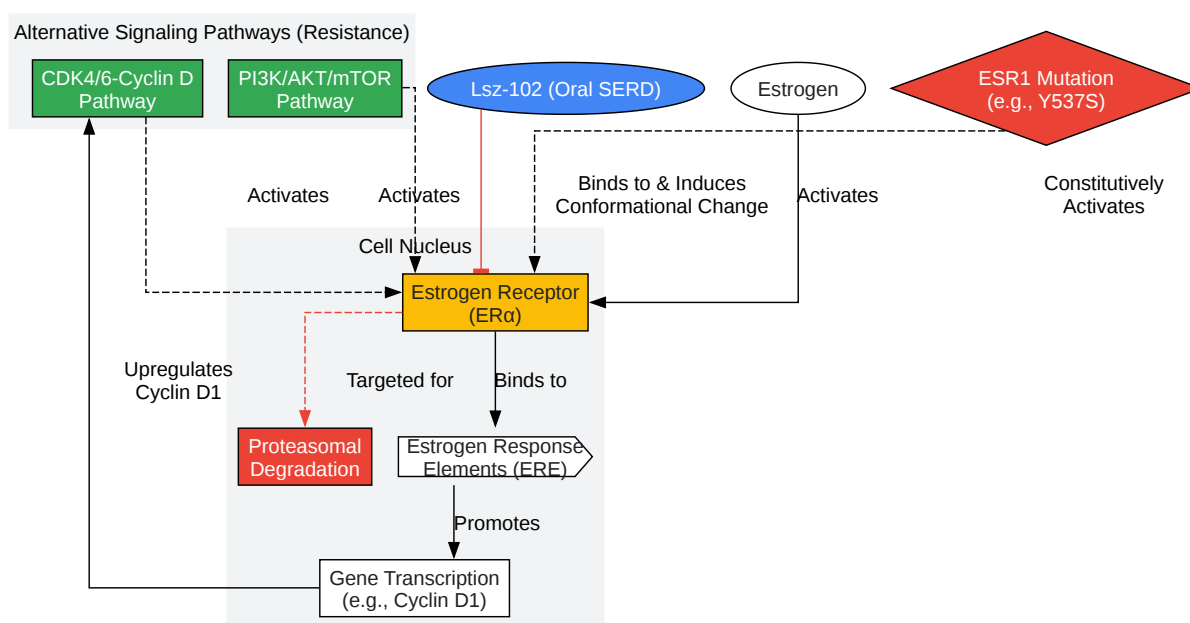 Alternative Signaling Pathways (Resistance)
CDK4/6-Cyclin D
Pathway
PI3K/AKT/mTOR
Pathway
Lsz-102 (Oral SERD)
Estrogen
ESR1 Mutation
(e.g., Y537S)
Activates
Activates
Binds to & Induces
Conformational Change
Activates
Constitutively
Activates
Cell Nucleus
Estrogen Receptor
(ERα)
Upregulates
Cyclin D1
Targeted for
Binds to
Proteasomal
Degradation
Estrogen Response
Elements (ERE)
Promotes
Gene Transcription
(e.g., Cyclin D1)